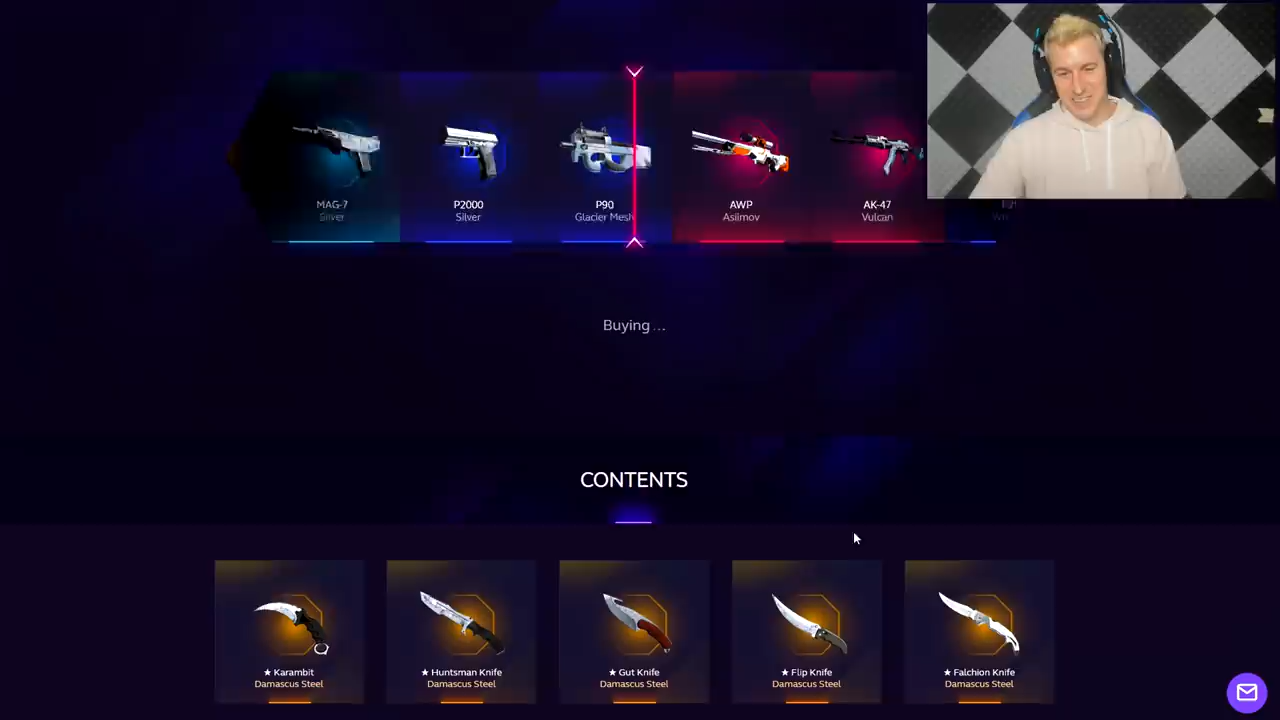 MAG-7
Silver
P2000
Silver
P90
Glacier Mesh
AWP
Asiimov
AK-47
Vulcan
Buying ...
CONTENTS
★ Karambit
Damascus Steel
★ Huntsman Knife
Damascus Steel
★ Gut Knife
Damascus Steel
★ Flip Knife
Damascus Steel
★ Falchion Knife
Damascus Steel